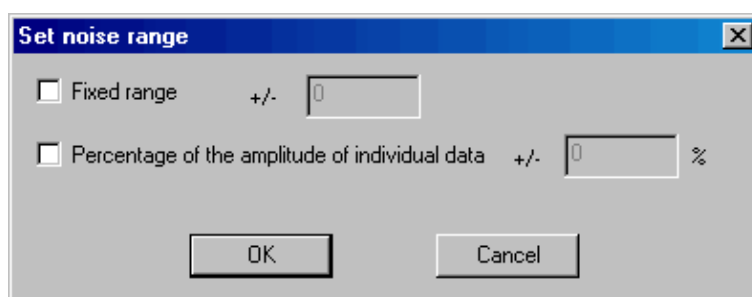 Set noise range
Fixed range +/- 0
Percentage of the amplitude of individual data +/- 0 %
OK Cancel